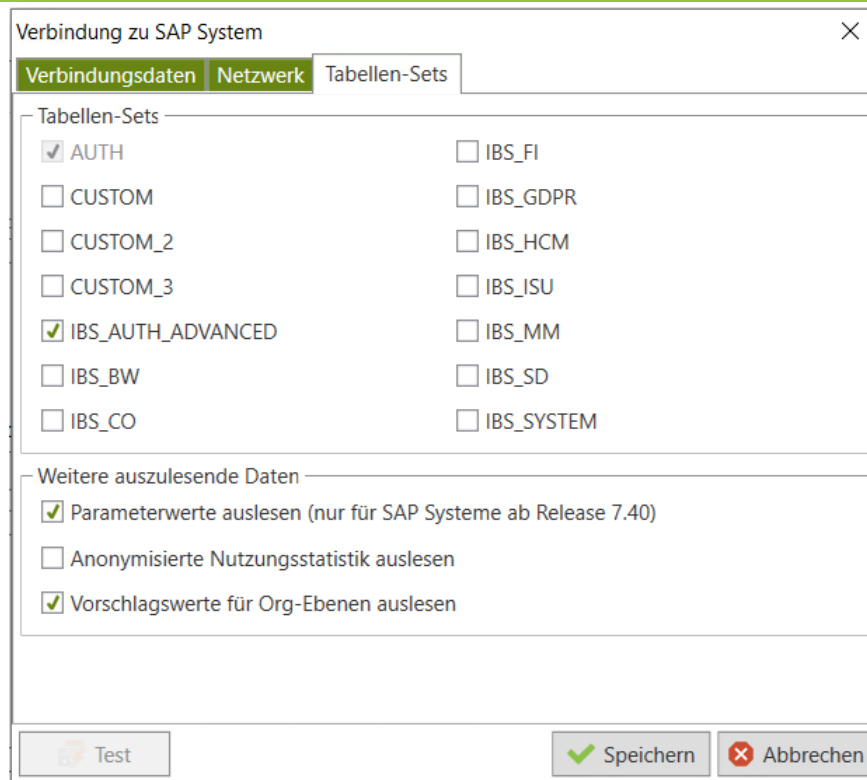 Verbindung zu SAP System
Verbindungsdaten Netzwerk Tabellen-Sets
Tabellen-Sets
AUTH
CUSTOM
CUSTOM_2
CUSTOM_3
IBS_AUTH_ADVANCED
IBS_BW
IBS_CO
IBS_FI
IBS_GDPR
IBS_HCM
IBS_ISU
IBS_MM
IBS_SD
IBS_SYSTEM
Weitere auszulesende Daten
Parameterwerte auslesen (nur für SAP Systeme ab Release 7.40)
Anonymisierte Nutzungsstatistik auslesen
Vorschlagswerte für Org-Ebenen auslesen
Test Speichern Abbrechen